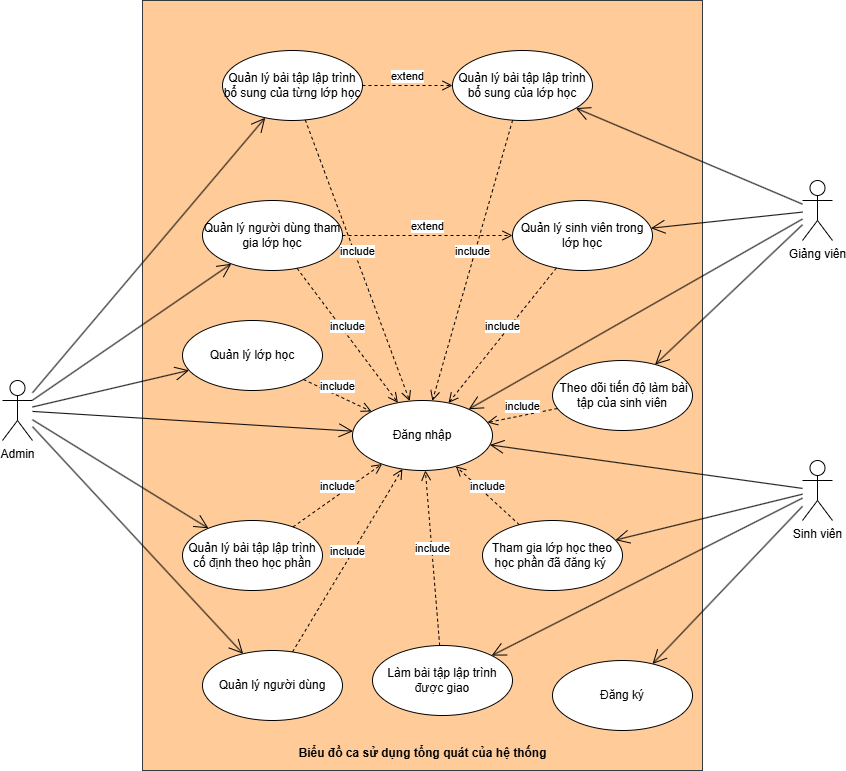 Quản lý bài tập lập trình
bổ sung của từng lớp học
extend
Quản lý bài tập lập trình
bổ sung của lớp học
Quản lý người dùng tham
gia lớp học
extend
Quản lý sinh viên trong
lớp học
Giảng viên
include
include
include
include
Quản lý lớp học
include
Theo dõi tiến độ làm bài
tập của sinh viên
include
Đăng nhập
Admin
include
include
Sinh viên
Quản lý bài tập lập trình
cố định theo học phần
include
include
Tham gia lớp học theo
học phần đã đăng ký
Quản lý người dùng
Làm bài tập lập trình
được giao
Đăng ký
Biểu đồ ca sử dụng tổng quát của hệ thống